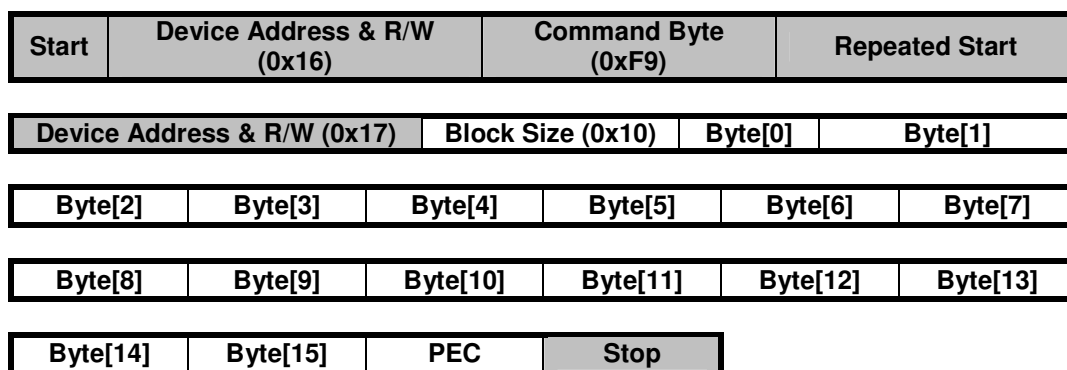 Start Device Address & R/W (0x16) Command Byte (0xF9) Repeated Start
Device Address & R/W (0x17) Block Size (0x10) Byte[0] Byte[1]
Byte[2] Byte[3] Byte[4] Byte[5] Byte[6] Byte[7]
Byte[8] Byte[9] Byte[10] Byte[11] Byte[12] Byte[13]
Byte[14] Byte[15] PEC Stop